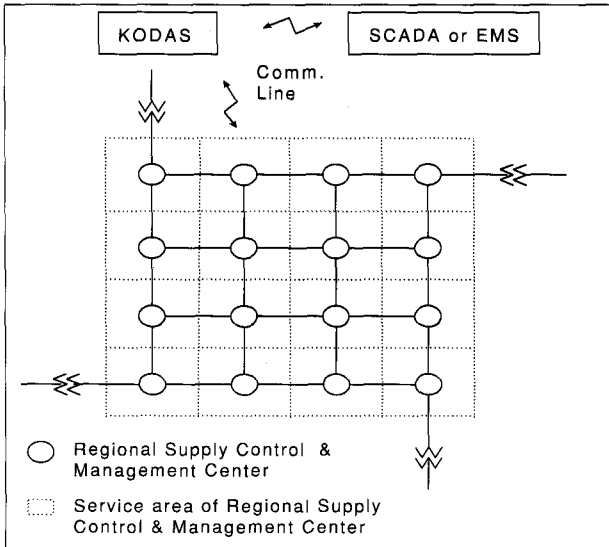 KODAS
SCADA or EMS
Comm.
Line
Regional Supply Control &
Management Center
Service area of Regional Supply
Control & Management Center